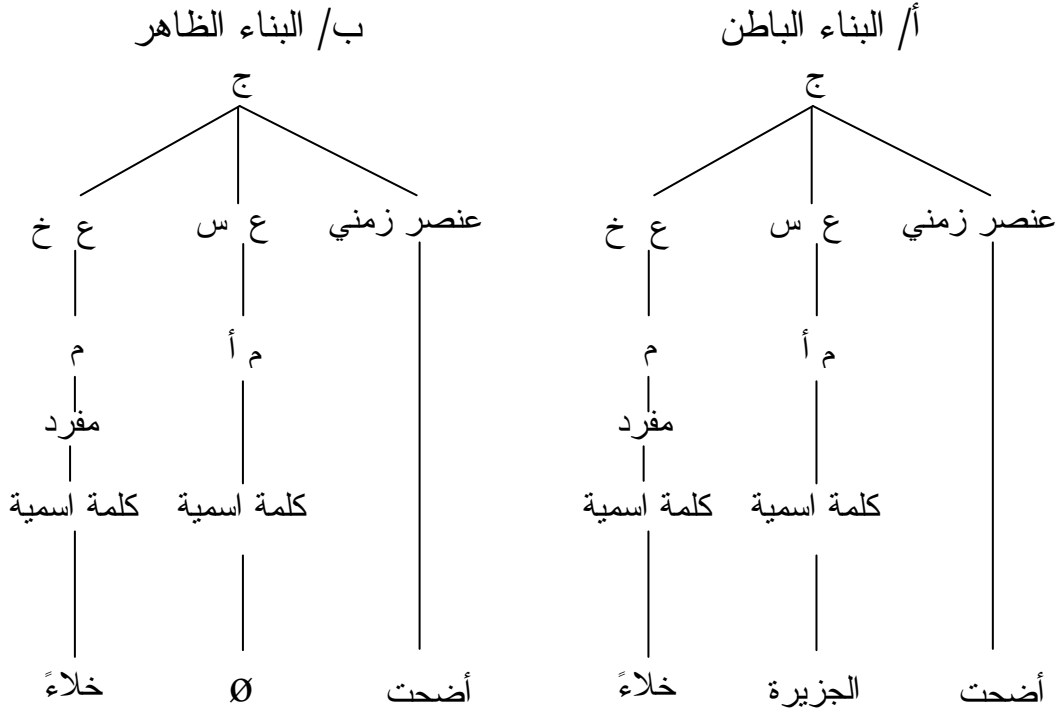 أ/ البناء الباطن
ج
عنصر زمني ع س ع خ
م أ م
مفرد
كلمة اسمية كلمة اسمية
أضحت الجزيرة خلاءً
ب/ البناء الظاهر
ج
عنصر زمني ع س ع خ
م أ م
مفرد
كلمة اسمية كلمة اسمية
أضحت Ø خلاءً